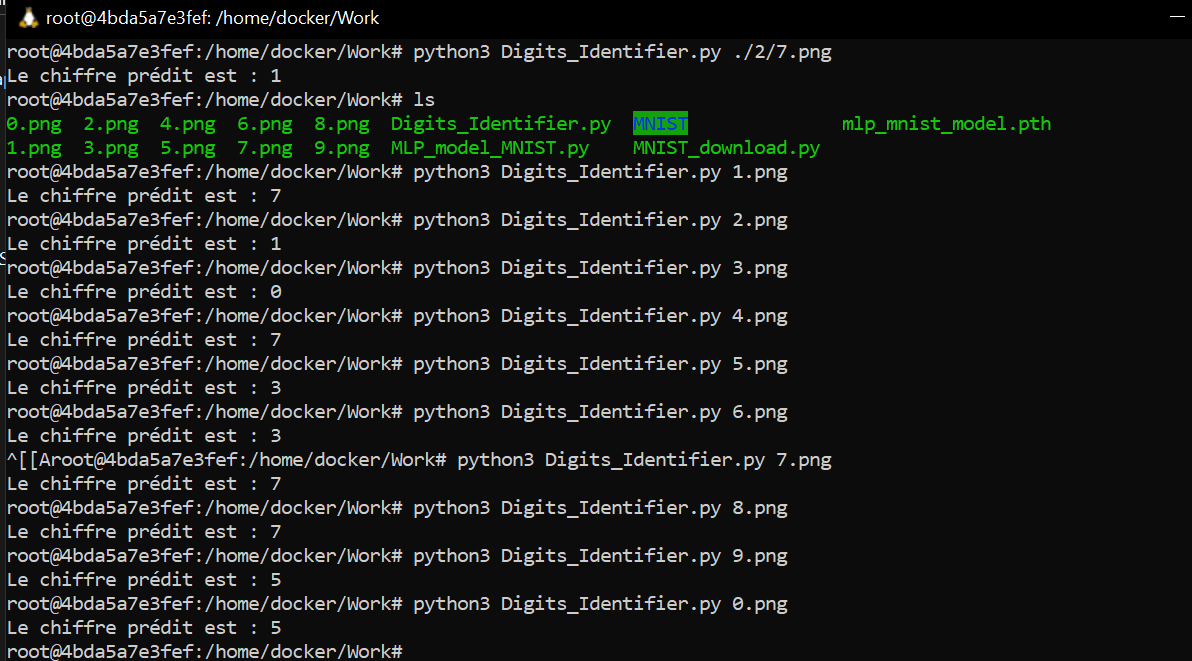 root@4bda5a7e3fef: /home/docker/Work
root@4bda5a7e3fef:/home/docker/Work# python3 Digits_Identifier.py ./2/7.png
Le chiffre prédit est : 1
root@4bda5a7e3fef:/home/docker/Work# ls
0.png  2.png  4.png  6.png  8.png  Digits_Identifier.py  MNIST              mlp_mnist_model.pth
1.png  3.png  5.png  7.png  9.png  MLP_model_MNIST.py    MNIST_download.py
root@4bda5a7e3fef:/home/docker/Work# python3 Digits_Identifier.py 1.png
Le chiffre prédit est : 7
root@4bda5a7e3fef:/home/docker/Work# python3 Digits_Identifier.py 2.png
Le chiffre prédit est : 1
root@4bda5a7e3fef:/home/docker/Work# python3 Digits_Identifier.py 3.png
Le chiffre prédit est : 0
root@4bda5a7e3fef:/home/docker/Work# python3 Digits_Identifier.py 4.png
Le chiffre prédit est : 7
root@4bda5a7e3fef:/home/docker/Work# python3 Digits_Identifier.py 5.png
Le chiffre prédit est : 3
root@4bda5a7e3fef:/home/docker/Work# python3 Digits_Identifier.py 6.png
Le chiffre prédit est : 3
^[[Aroot@4bda5a7e3fef:/home/docker/Work# python3 Digits_Identifier.py 7.png
Le chiffre prédit est : 7
root@4bda5a7e3fef:/home/docker/Work# python3 Digits_Identifier.py 8.png
Le chiffre prédit est : 7
root@4bda5a7e3fef:/home/docker/Work# python3 Digits_Identifier.py 9.png
Le chiffre prédit est : 5
root@4bda5a7e3fef:/home/docker/Work# python3 Digits_Identifier.py 0.png
Le chiffre prédit est : 5
root@4bda5a7e3fef:/home/docker/Work#